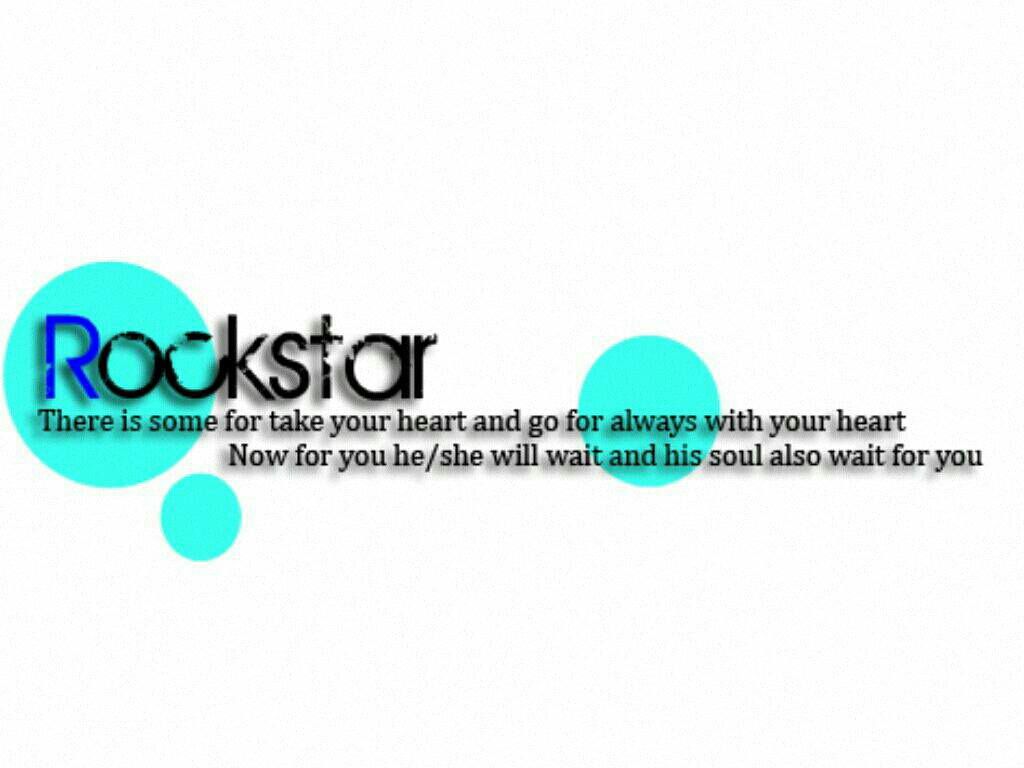 Rockstar
There is some for take your heart and go for always with your heart
Now for you he/she will wait and his soul also wait for you